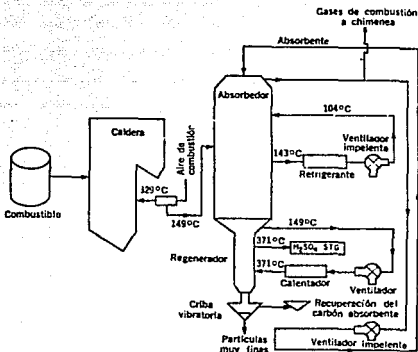 Gases de combustión
a chimenea
Absorbente
Absorbedor
104ºC
Caldera
Aire de
combustión
Ventilador
impelente
143ºC
Refrigerante
329ºC
149ºC
Combustible
149ºC
Regenerador
371ºC
H₂SO₄ STG
371ºC
Calentador
Ventilador
Criba
vibratoria
Recuperación del
carbón absorbente
Partículas
muy finas
Ventilador impelente